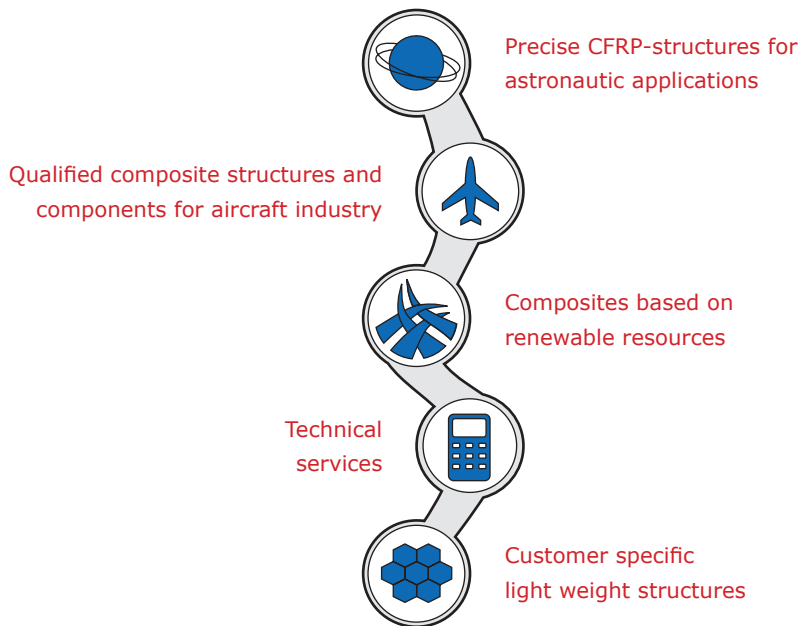 Precise CFRP-structures for
astronautic applications
Qualified composite structures and
components for aircraft industry
Composites based on
renewable resources
Technical
services
Customer specific
light weight structures